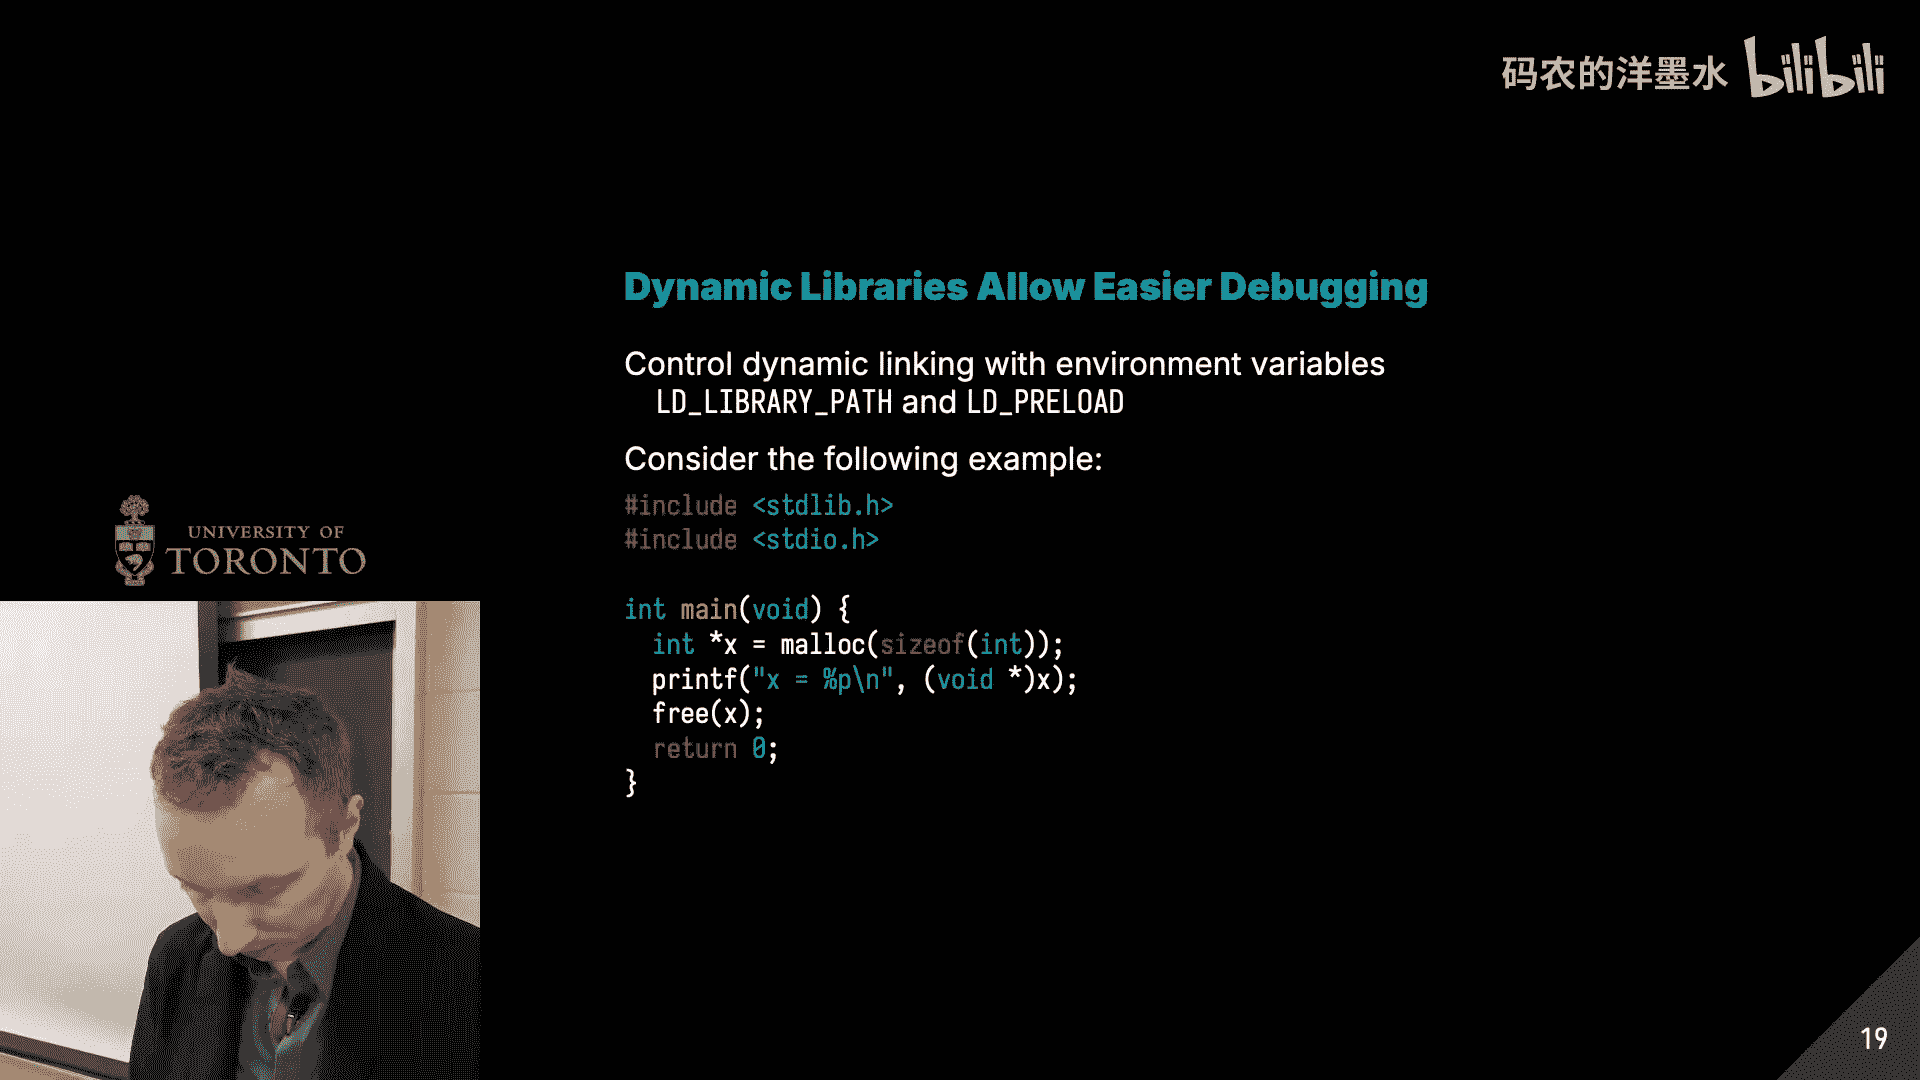 码农的洋墨水 bilibili
Dynamic Libraries Allow Easier Debugging
Control dynamic linking with environment variables
LD_LIBRARY_PATH and LD_PRELOAD
Consider the following example:
#include <stdlib.h>
#include <stdio.h>
int main(void) {
int *x = malloc(sizeof(int));
printf("x = %p\n", (void *)x);
free(x);
return 0;
}
UNIVERSITY OF
TORONTO
19